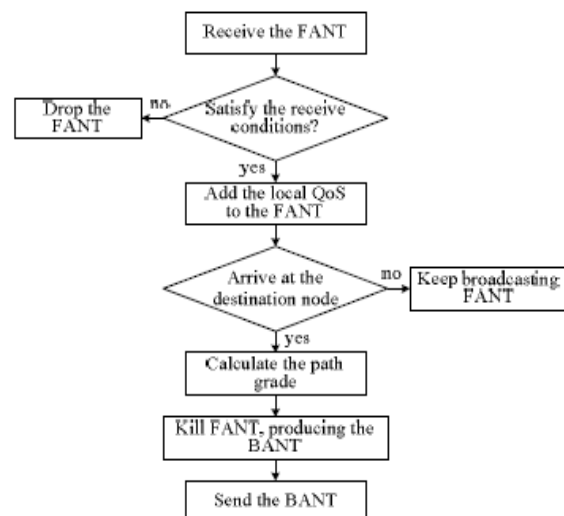 Receive the FANT
Satisfy the receive
conditions?
no
Drop the
FANT
yes
Add the local QoS
to the FANT
Arrive at the
destination node
no
Keep broadcasting
FANT
yes
Calculate the path
grade
Kill FANT, producing the
BANT
Send the BANT